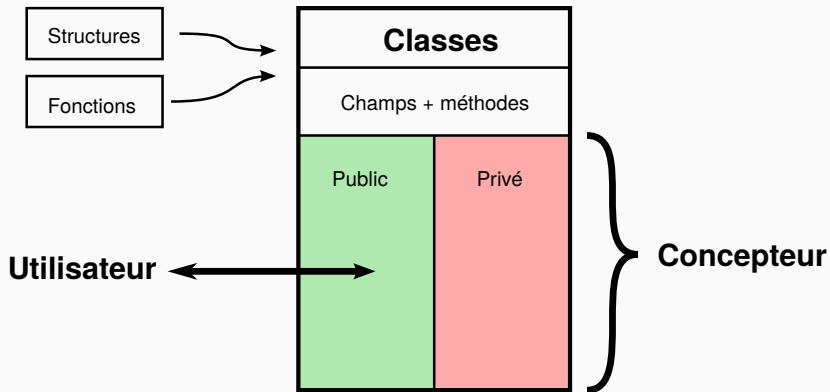 Structures
Classes
Fonctions
Champs + méthodes
Public
Privé
Utilisateur
Concepteur